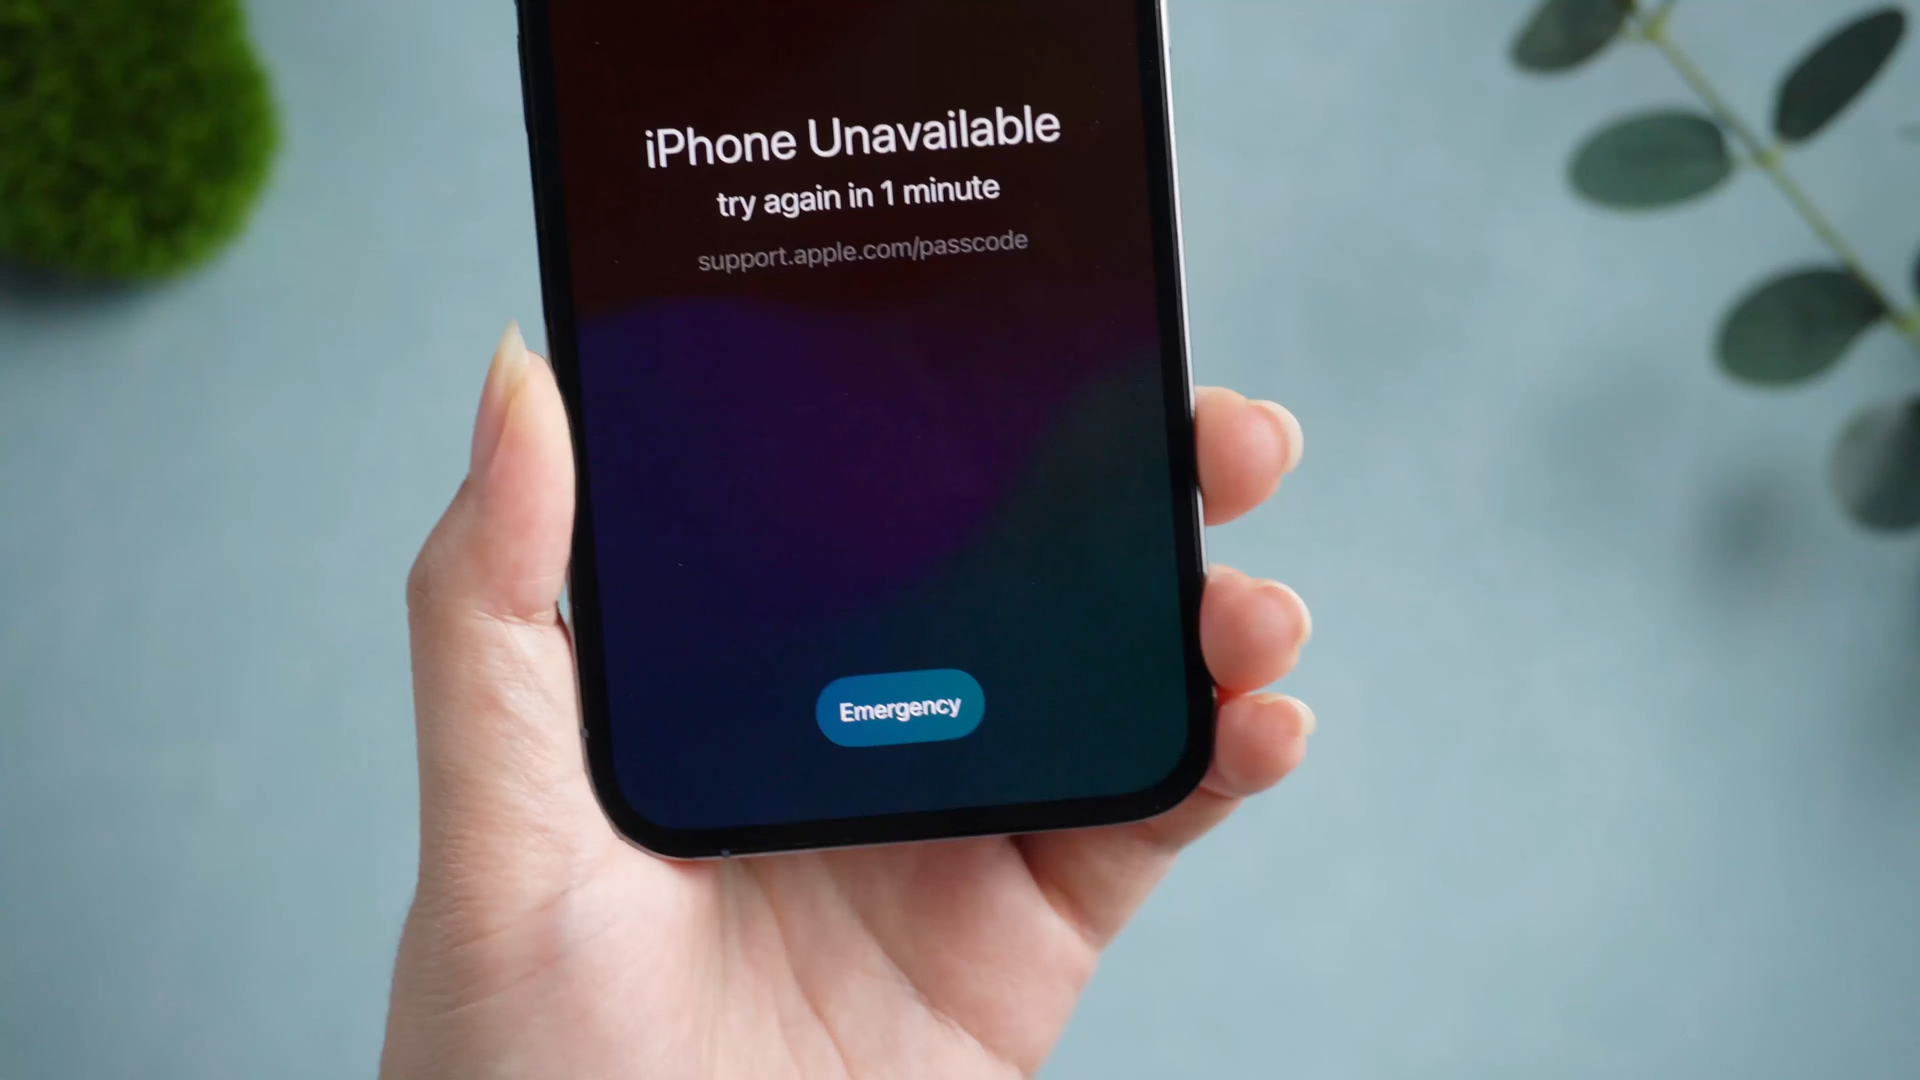 iPhone Unavailable
try again in 1 minute
support.apple.com/passcode
Emergency